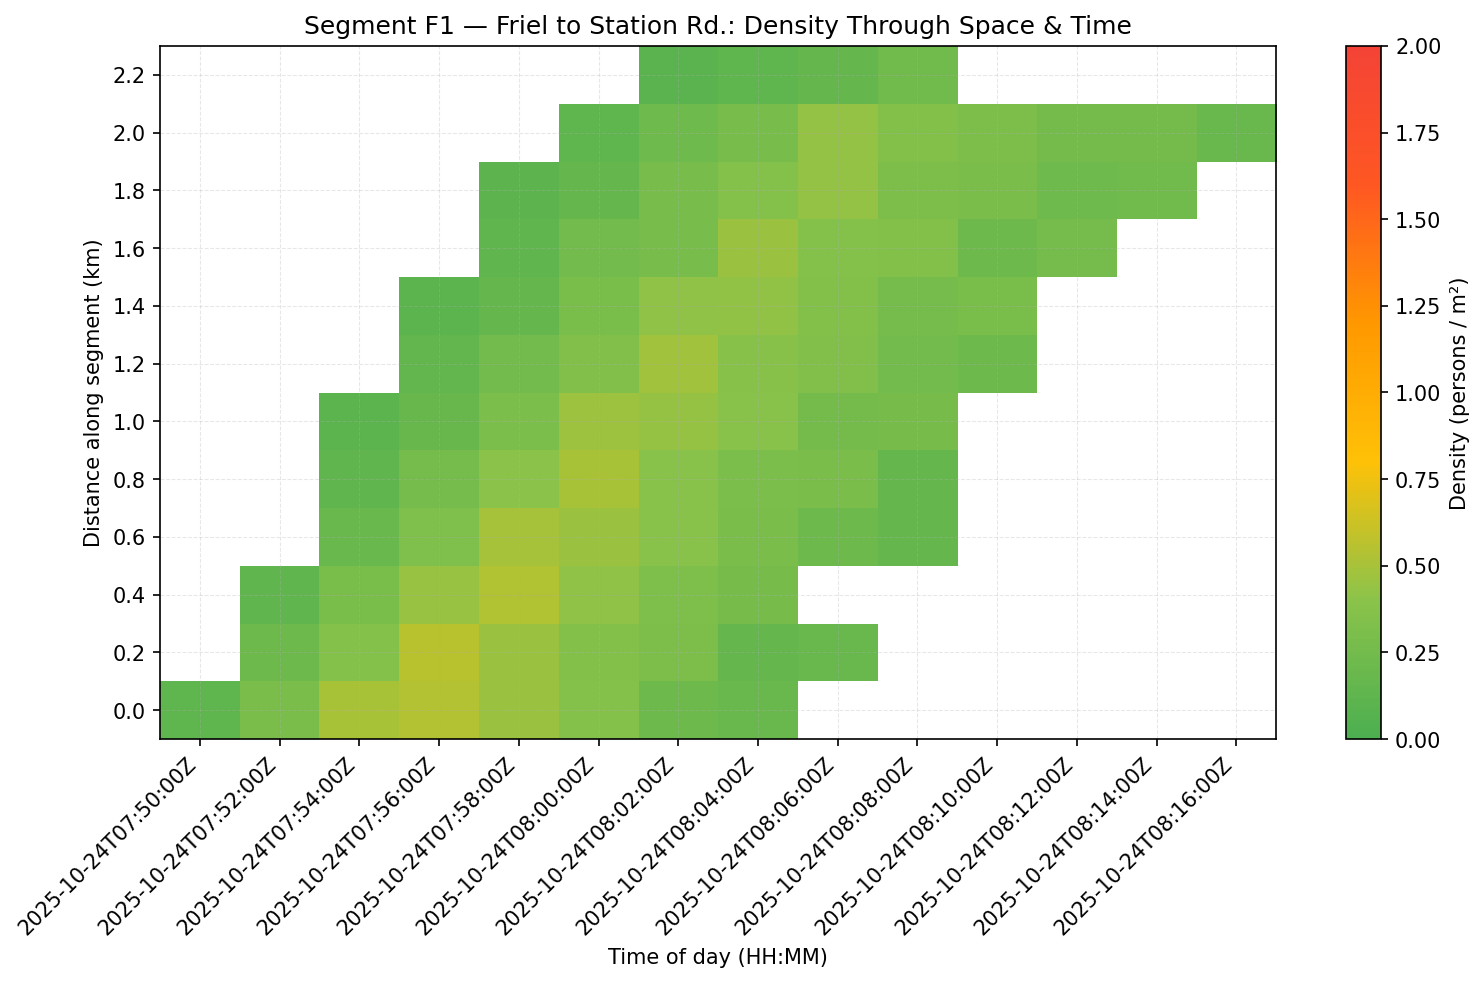 Segment F1 — Friel to Station Rd.: Density Through Space & Time
Distance along segment (km)
2.2
2.0
1.8
1.6
1.4
1.2
1.0
0.8
0.6
0.4
0.2
0.0
2025-10-24T07:50:00Z
2025-10-24T07:52:00Z
2025-10-24T07:54:00Z
2025-10-24T07:56:00Z
2025-10-24T07:58:00Z
2025-10-24T08:00:00Z
2025-10-24T08:02:00Z
2025-10-24T08:04:00Z
2025-10-24T08:06:00Z
2025-10-24T08:08:00Z
2025-10-24T08:10:00Z
2025-10-24T08:12:00Z
2025-10-24T08:14:00Z
2025-10-24T08:16:00Z
Time of day (HH:MM)
2.00
1.75
1.50
1.25
1.00
0.75
0.50
0.25
0.00
Density (persons / m²)